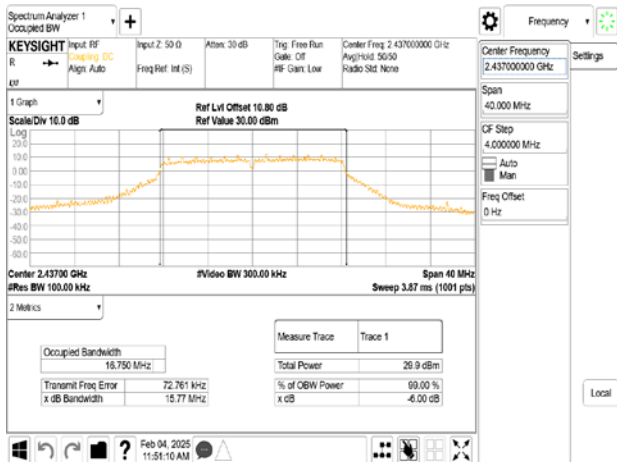 Spectrum Analyzer 1
Occupied BW
+
Frequency
KEYSIGHT
R
Input: RF
Coupling: DC
Align: Auto
Input Z: 50 Ω
Freq Ref: Int (S)
Atten: 30 dB
Trig: Free Run
Gate: Off
#IF Gain: Low
Center Freq: 2.437000000 GHz
Avg|Hold: 50/50
Radio Std: None
Center Frequency
2.437000000 GHz
Settings
Span
40.000 MHz
CF Step
4.000000 MHz
Auto
Man
Freq Offset
0 Hz
Local
1 Graph
Scale/Div 10.0 dB
Ref Lvl Offset 10.80 dB
Ref Value 30.00 dBm
Log
20.0
10.0
0.00
-10.0
-20.0
-30.0
-40.0
-50.0
-60.0
Center 2.43700 GHz
#Res BW 100.00 kHz
#Video BW 300.00 kHz
Span 40 MHz
Sweep 3.87 ms (1001 pts)
2 Metrics
Occupied Bandwidth
16.750 MHz
Transmit Freq Error 72.761 kHz
x dB Bandwidth 15.77 MHz
Measure Trace Trace 1
Total Power 29.9 dBm
% of OBW Power 99.00 %
x dB -6.00 dB
?
Feb 04, 2025
11:51:10 AM